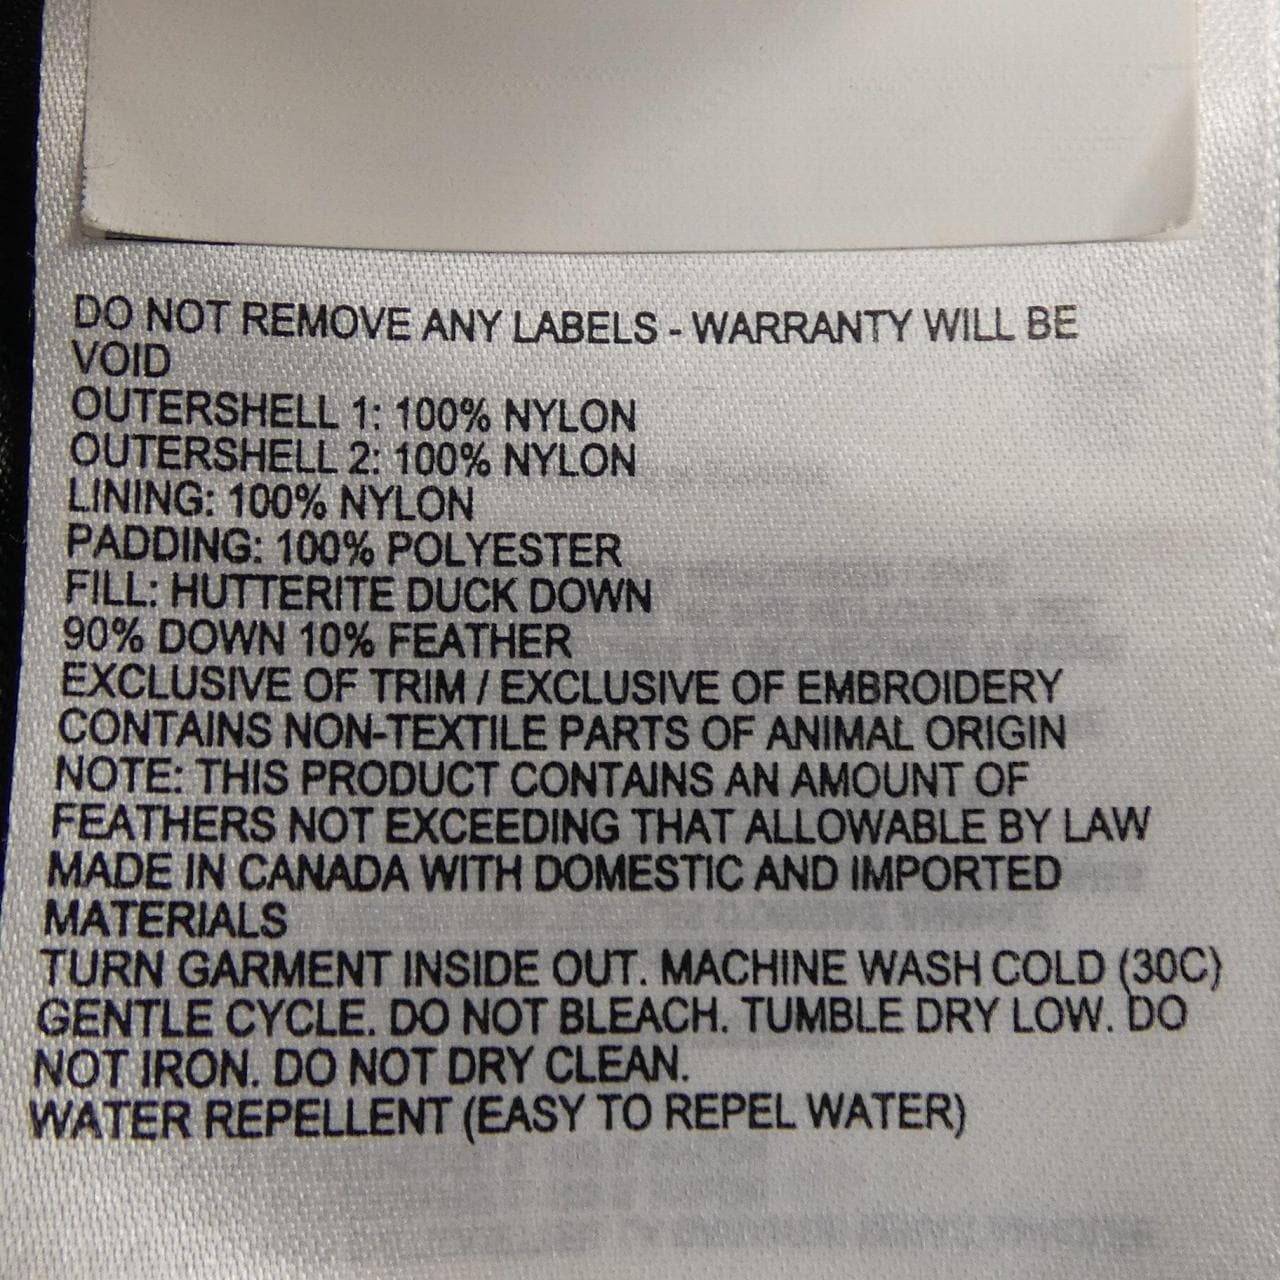 DO NOT REMOVE ANY LABELS - WARRANTY WILL BE
VOID
OUTERSHELL 1: 100% NYLON
OUTERSHELL 2: 100% NYLON
LINING: 100% NYLON
PADDING: 100% POLYESTER
FILL: HUTTERITE DUCK DOWN
90% DOWN 10% FEATHER
EXCLUSIVE OF TRIM / EXCLUSIVE OF EMBROIDERY
CONTAINS NON-TEXTILE PARTS OF ANIMAL ORIGIN
NOTE: THIS PRODUCT CONTAINS AN AMOUNT OF
FEATHERS NOT EXCEEDING THAT ALLOWABLE BY LAW
MADE IN CANADA WITH DOMESTIC AND IMPORTED
MATERIALS
TURN GARMENT INSIDE OUT. MACHINE WASH COLD (30C)
GENTLE CYCLE. DO NOT BLEACH. TUMBLE DRY LOW. DO
NOT IRON. DO NOT DRY CLEAN.
WATER REPELLENT (EASY TO REPEL WATER)